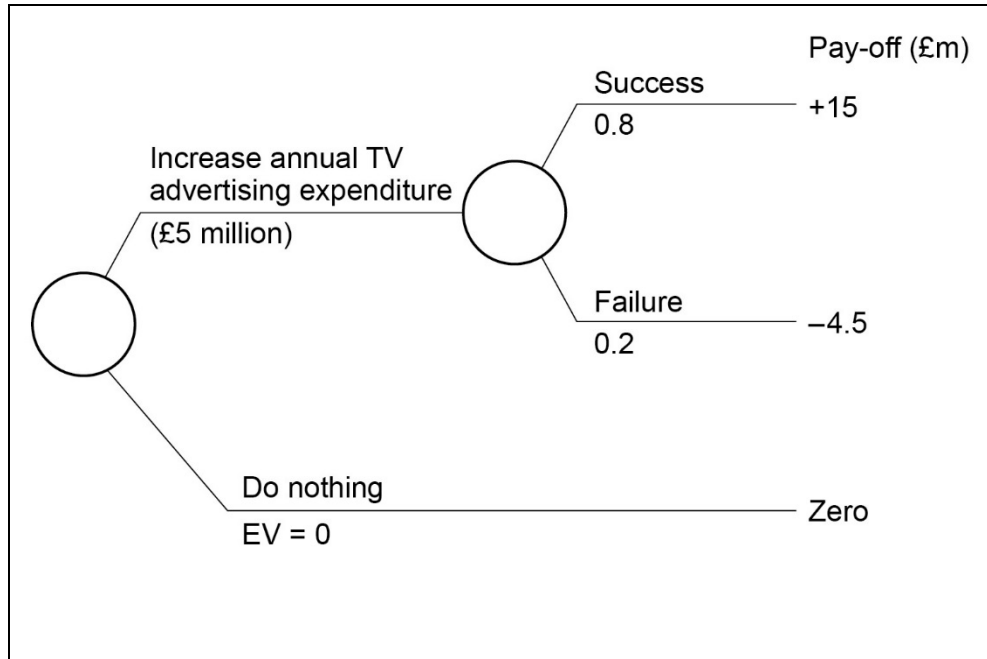 Pay-off (£m)
Success
+15
0.8
Increase annual TV
advertising expenditure
(£5 million)
Failure
–4.5
0.2
Do nothing
Zero
EV = 0